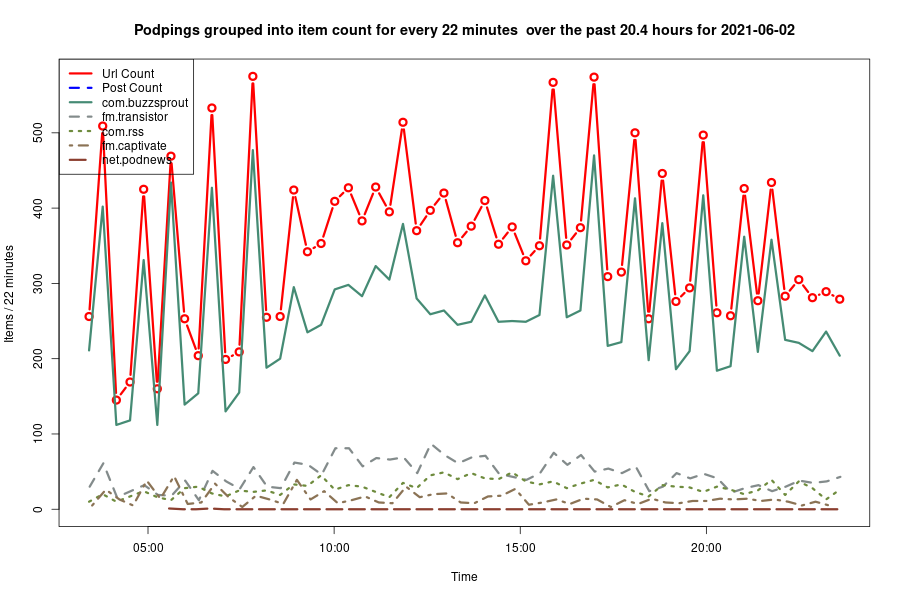 Podpings grouped into item count for every 22 minutes  over the past 20.4 hours for 2021-06-02
Url Count
Post Count
com.buzzsprout
fm.transistor
com.rss
fm.captivate
net.podnews
Items / 22 minutes
500
400
300
200
100
0
05:00
10:00
15:00
20:00
Time